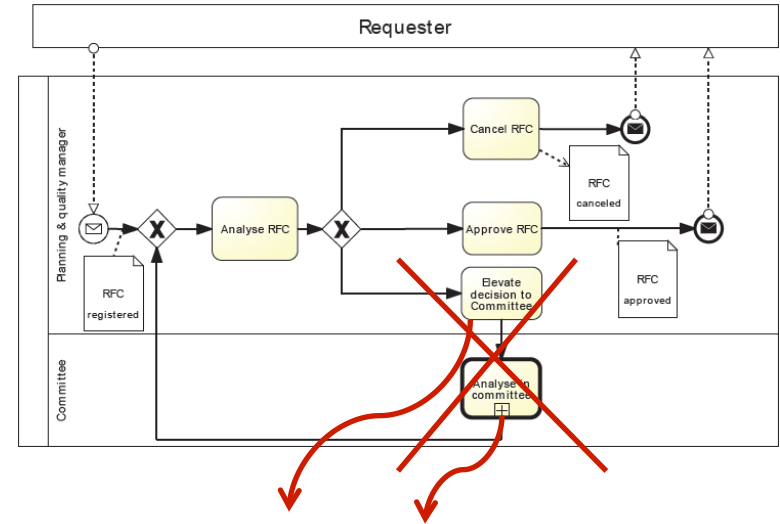 Requester
Planning & quality manager
Cancel RFC
RFC
canceled
Analyse RFC
Approve RFC
RFC
registered
Elevate
decision to
Committee
RFC
approved
Committee
Analyse in
committee